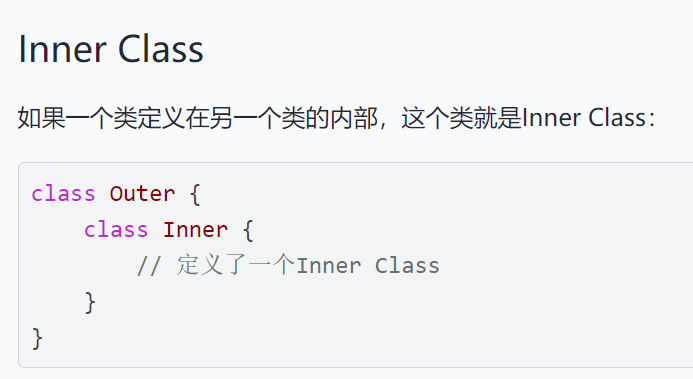 Inner Class
如果一个类定义在另一个类的内部，这个类就是Inner Class：
class Outer {
    class Inner {
        // 定义了一个Inner Class
    }
}